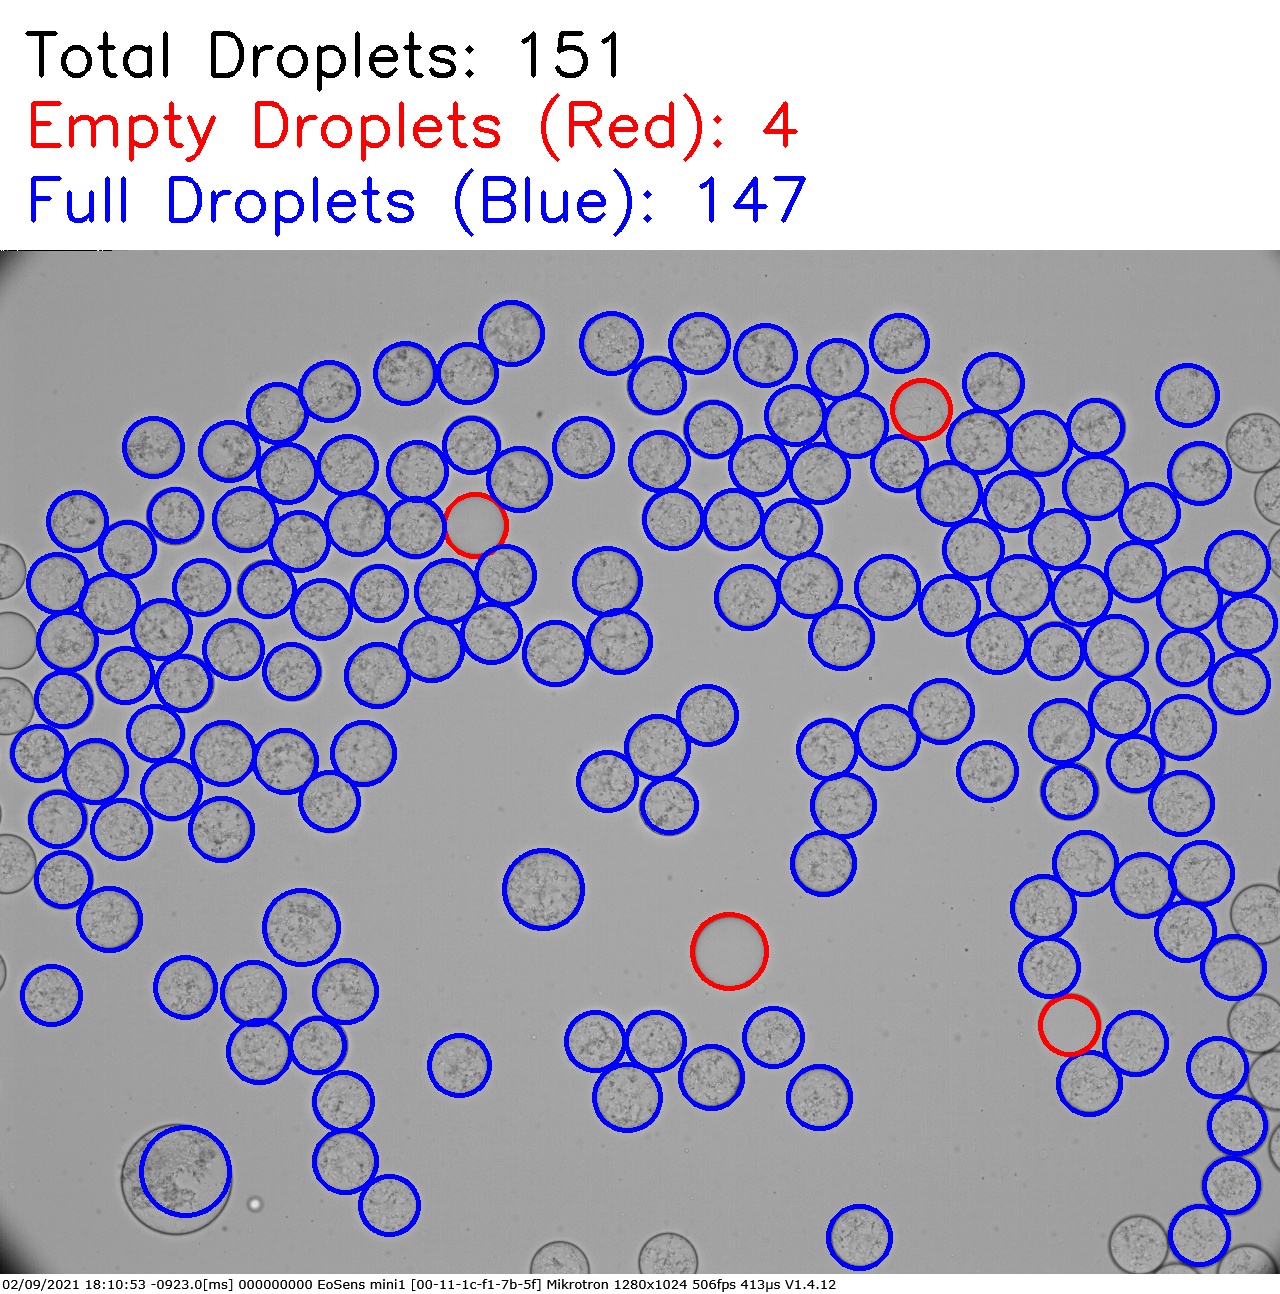 Total Droplets: 151
Empty Droplets (Red): 4
Full Droplets (Blue): 147
02/09/2021 18:10:53 -0923.0[ms] 000000000 EoSens mini1 [00-11-1c-f1-7b-5f] Mikrotron 1280x1024 506fps 413µs V1.4.12